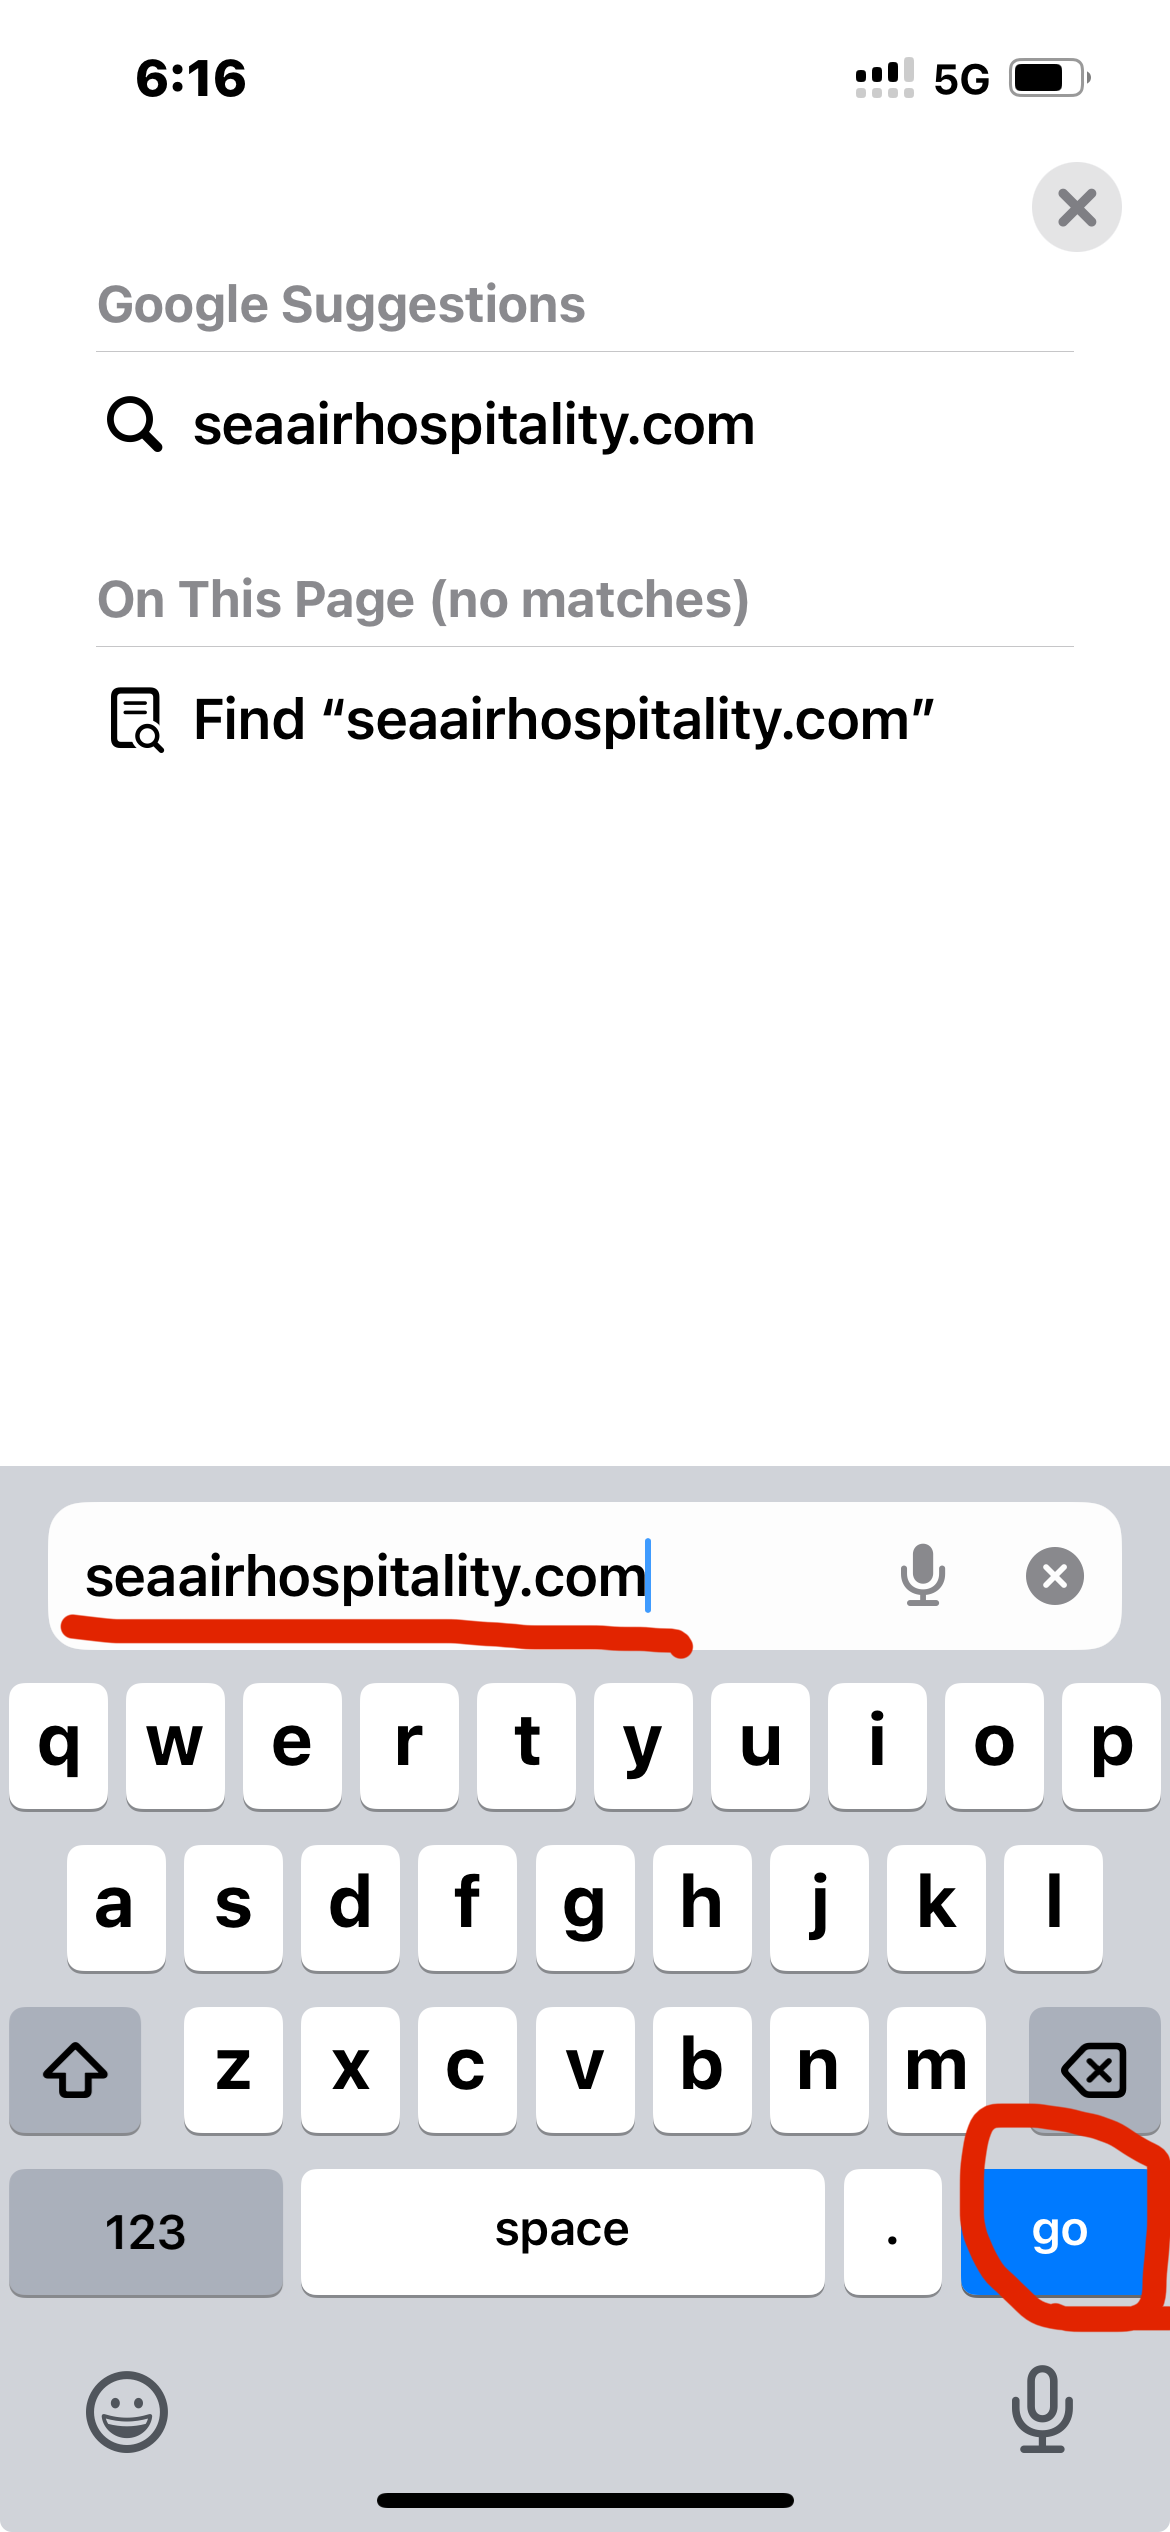 6:16 5G
Google Suggestions
seaairhospitality.com
On This Page (no matches)
Find “seaairhospitality.com”
seaairhospitality.com
q w e r t y u i o p
a s d f g h j k l
z x c v b n m
123 space . go